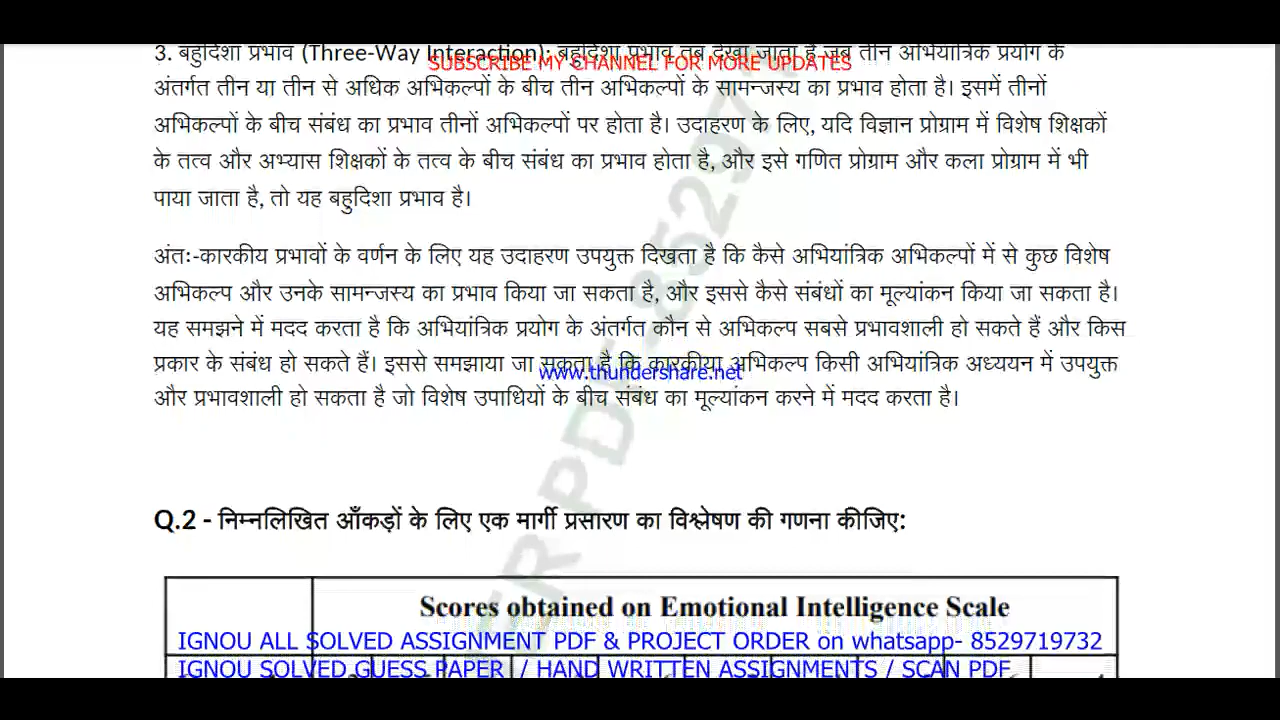 3. बहुदिशा प्रभाव (Three-Way Interaction): बहुदिशा प्रभाव तब देखा जाता है जब तीन अभियांत्रिक प्रयोग के
SUBSCRIBE MY CHANNEL FOR MORE UPDATES
अंतर्गत तीन या तीन से अधिक अभिकल्पों के बीच तीन अभिकल्पों के सामन्जस्य का प्रभाव होता है। इसमें तीनों
अभिकल्पों के बीच संबंध का प्रभाव तीनों अभिकल्पों पर होता है। उदाहरण के लिए, यदि विज्ञान प्रोग्राम में विशेष शिक्षकों
के तत्व और अभ्यास शिक्षकों के तत्व के बीच संबंध का प्रभाव होता है, और इसे गणित प्रोग्राम और कला प्रोग्राम में भी
पाया जाता है, तो यह बहुदिशा प्रभाव है।
अंतः-कारकीय प्रभावों के वर्णन के लिए यह उदाहरण उपयुक्त दिखता है कि कैसे अभियांत्रिक अभिकल्पों में से कुछ विशेष
अभिकल्प और उनके सामन्जस्य का प्रभाव किया जा सकता है, और इससे कैसे संबंधों का मूल्यांकन किया जा सकता है।
यह समझने में मदद करता है कि अभियांत्रिक प्रयोग के अंतर्गत कौन से अभिकल्प सबसे प्रभावशाली हो सकते हैं और किस
प्रकार के संबंध हो सकते हैं। इससे समझाया जा सकता है कि कारकीया अभिकल्प किसी अभियांत्रिक अध्ययन में उपयुक्त
www.thundershare.net
और प्रभावशाली हो सकता है जो विशेष उपाधियों के बीच संबंध का मूल्यांकन करने में मदद करता है।
Q.2 - निम्नलिखित आँकड़ों के लिए एक मार्गी प्रसारण का विश्लेषण की गणना कीजिए:
Scores obtained on Emotional Intelligence Scale
IGNOU ALL SOLVED ASSIGNMENT PDF & PROJECT ORDER on whatsapp- 8529719732
IGNOU SOLVED GUESS PAPER / HAND WRITTEN ASSIGNMENTS / SCAN PDF